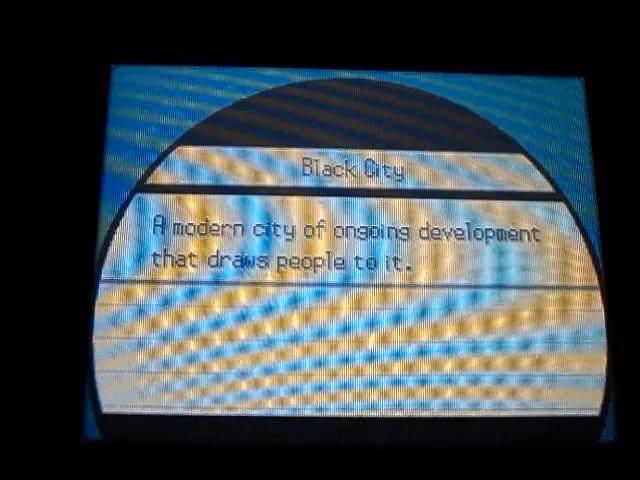 Black City
A modern city of ongoing development
that draws people to it.